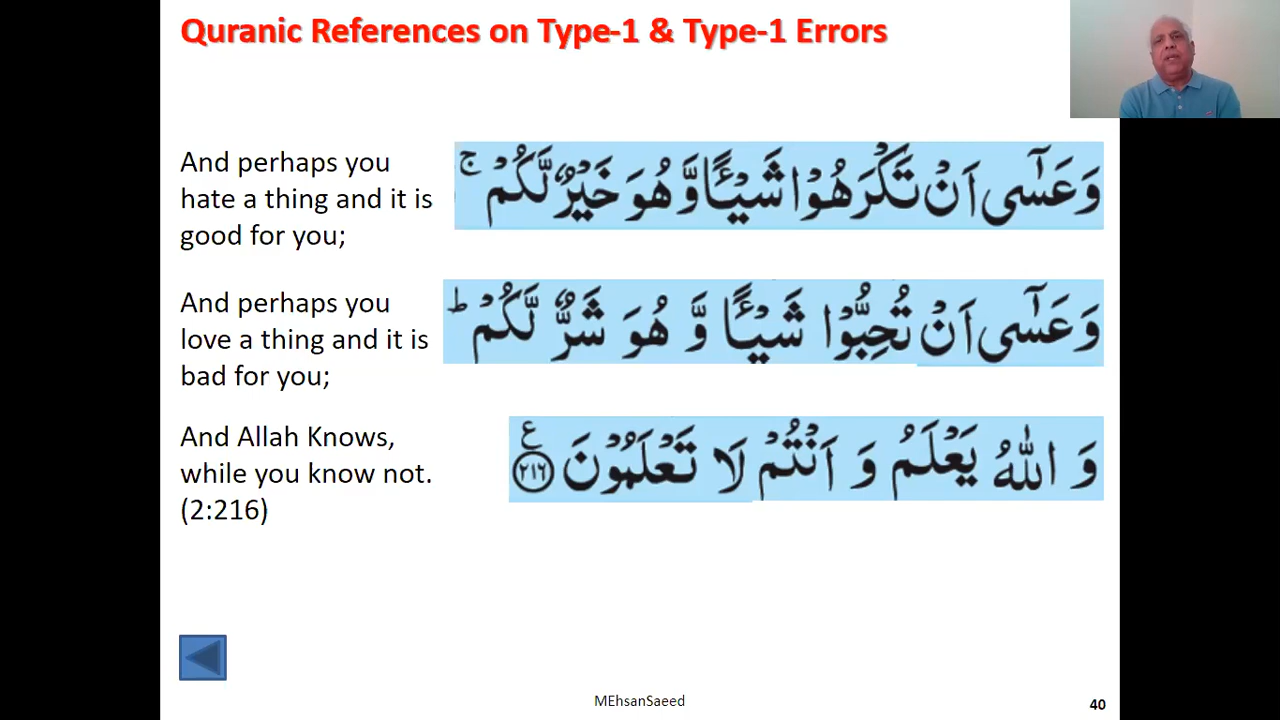 Quranic References on Type-1 & Type-1 Errors
And perhaps you
hate a thing and it is
good for you;
وَعَسٰۤى اَنْ تَكْرَهُوْا شَيْـًٔا وَّهُوَ خَيْرٌ لَّكُمْ ۚ
And perhaps you
love a thing and it is
bad for you;
وَعَسٰۤى اَنْ تُحِبُّوْا شَيْـًٔا وَّ هُوَ شَرٌّ لَّكُمْ ؕ
And Allah Knows,
while you know not.
(2:216)
وَ اللّٰهُ يَعْلَمُ وَ اَنْتُمْ لَا تَعْلَمُوْنَ ﴿۲۱۶﴾ ع
MEhsanSaeed
40